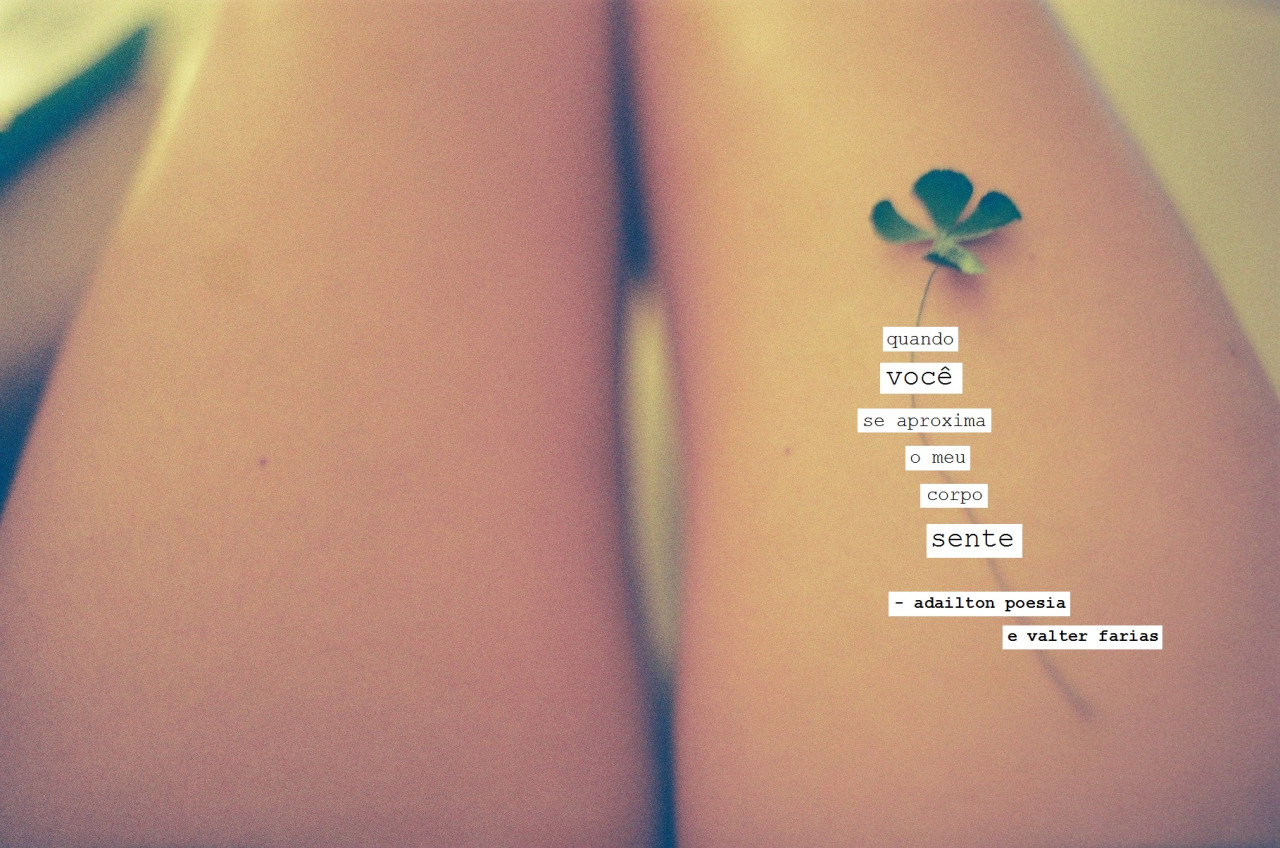 quando
você
se aproxima
o meu
corpo
sente
- adailton poesia
e valter farias